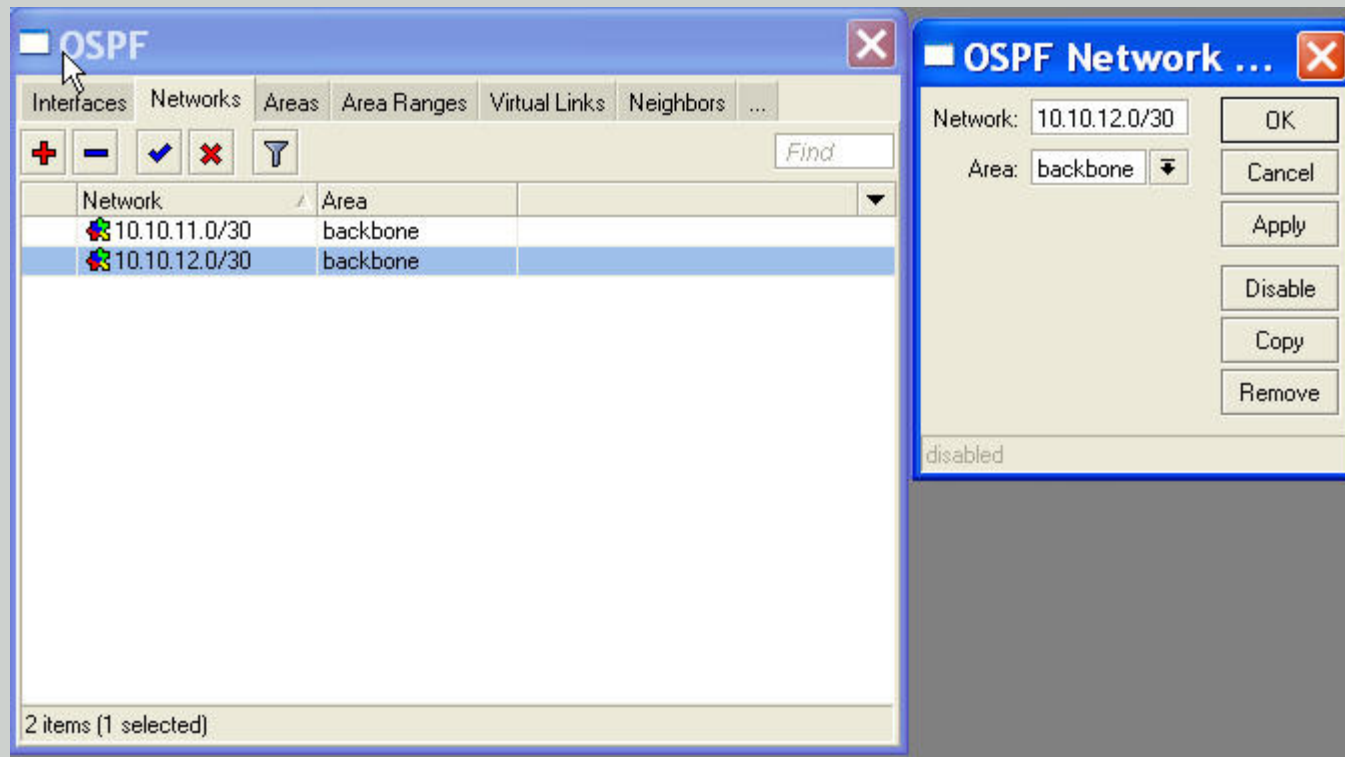 OSPF
Interfaces Networks Areas Area Ranges Virtual Links Neighbors ...
Find
Network Area
10.10.11.0/30 backbone
10.10.12.0/30 backbone
2 items (1 selected)
OSPF Network ...
Network: 10.10.12.0/30
Area: backbone
OK
Cancel
Apply
Disable
Copy
Remove
disabled